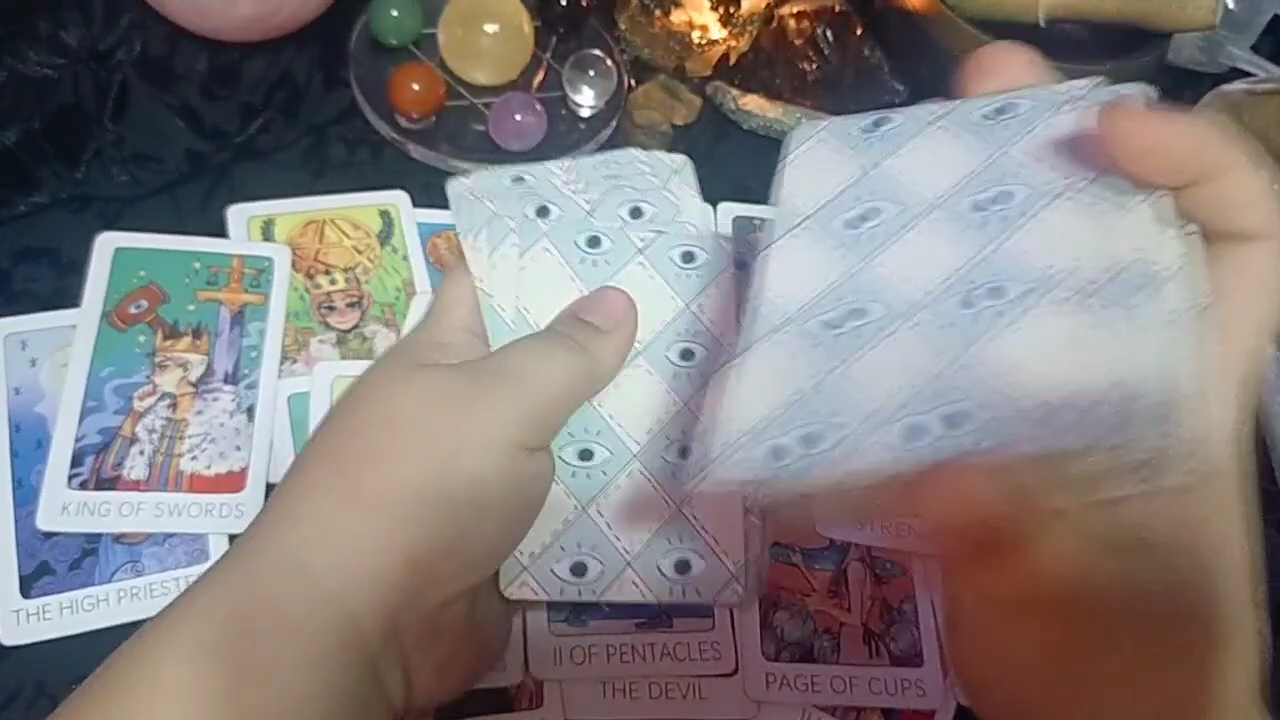 KING OF SWORDS
THE HIGH PRIESTE
STREN
II OF PENTACLES
THE DEVIL
PAGE OF CUPS